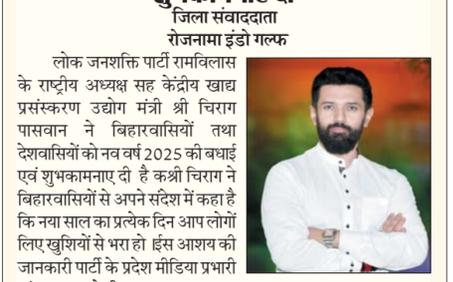 जिला संवाददाता
रोजनामा इंडो गल्फ
लोक जनशक्ति पार्टी रामविलास
के राष्ट्रीय अध्यक्ष सह केंद्रीय खाद्य
प्रसंस्करण उद्योग मंत्री श्री चिराग
पासवान ने बिहारवासियों तथा
देशवासियों को नव वर्ष 2025 की बधाई
एवं शुभकामनाए दी है कश्री चिराग ने
बिहारवासियों से अपने संदेश में कहा है
कि नया साल का प्रत्येक दिन आप लोगों
लिए खुशियों से भरा हो ।ईस आशय की
जानकारी पार्टी के प्रदेश मीडिया प्रभारी